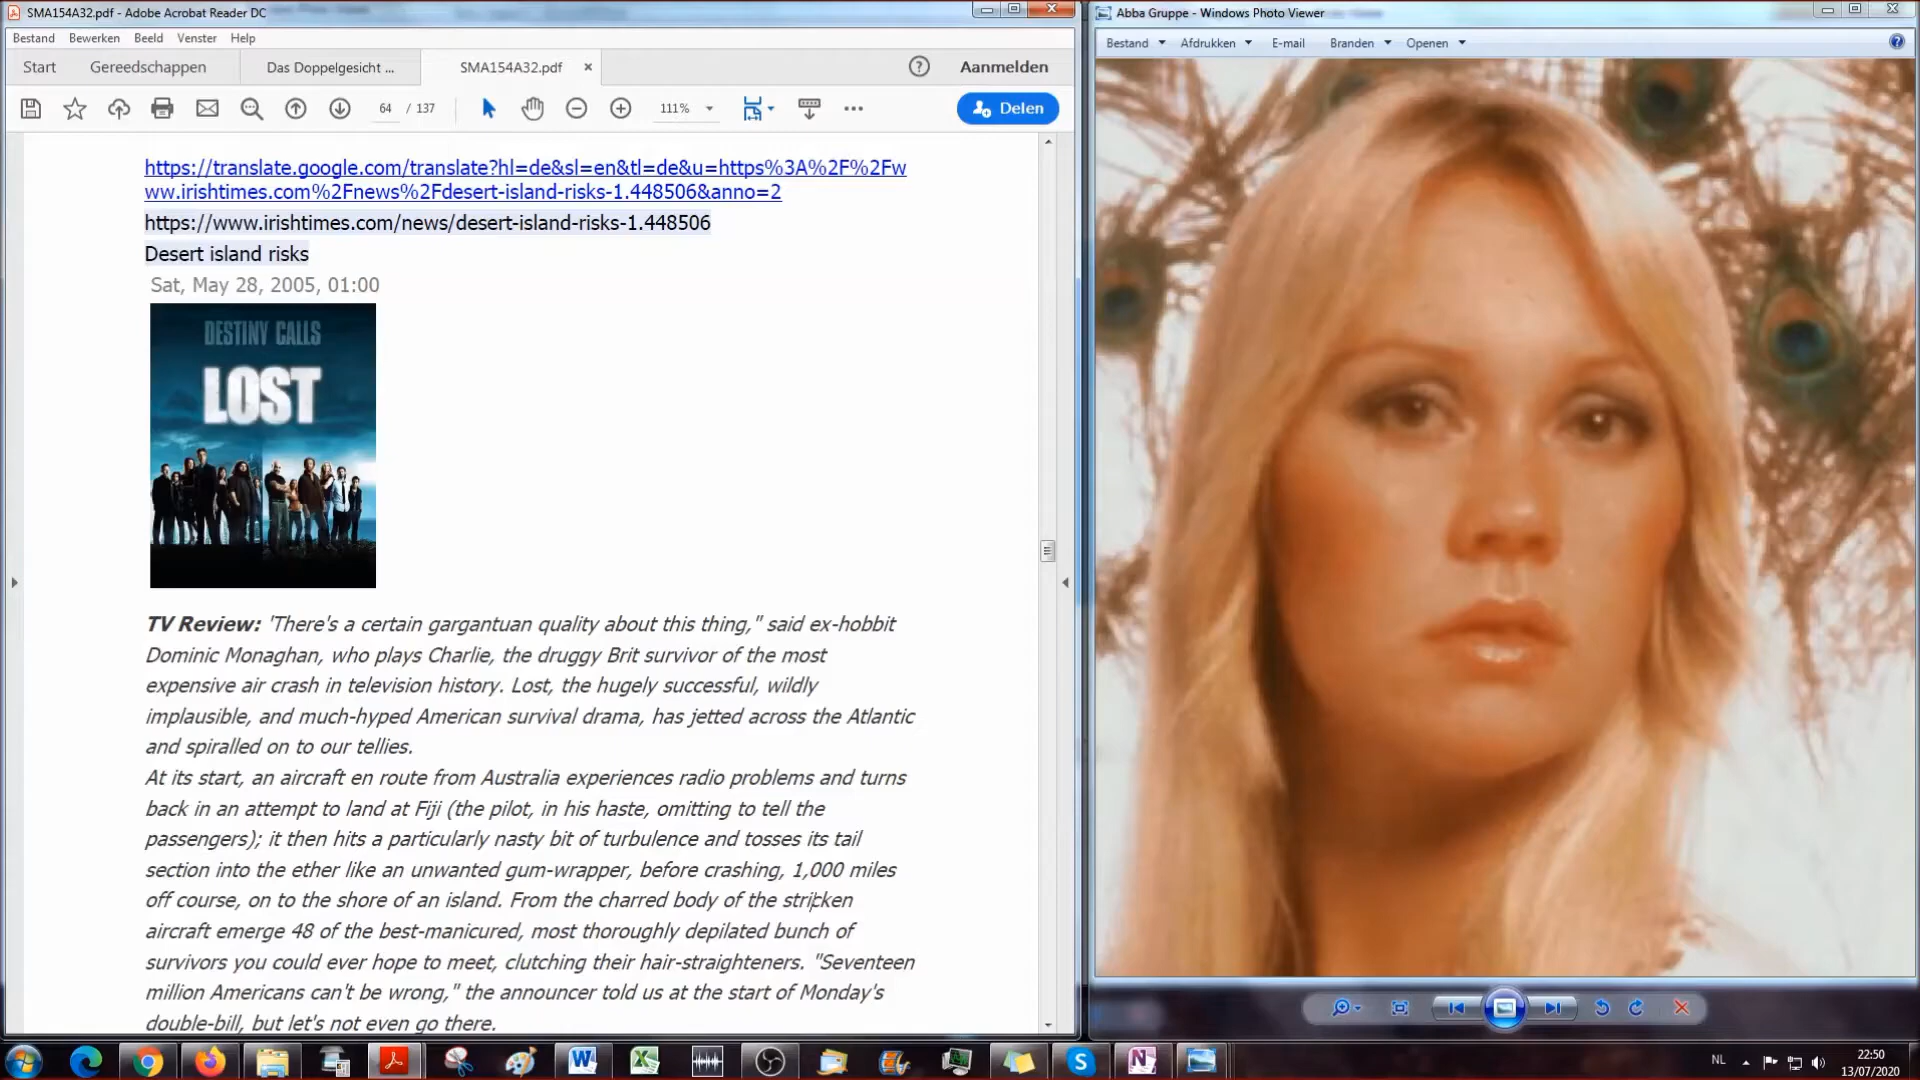 SMA154A32.pdf - Adobe Acrobat Reader DC
Bestand Bewerken Beeld Venster Help
Start Gereedschappen Das Doppelgesicht ... SMA154A32.pdf × Aanmelden
64 / 137 111% Delen
https://translate.google.com/translate?hl=de&sl=en&tl=de&u=https%3A%2F%2Fw
ww.irishtimes.com%2Fnews%2Fdesert-island-risks-1.448506&anno=2
https://www.irishtimes.com/news/desert-island-risks-1.448506
Desert island risks
Sat, May 28, 2005, 01:00
DESTINY CALLS
LOST
TV Review: 'There's a certain gargantuan quality about this thing," said ex-hobbit
Dominic Monaghan, who plays Charlie, the druggy Brit survivor of the most
expensive air crash in television history. Lost, the hugely successful, wildly
implausible, and much-hyped American survival drama, has jetted across the Atlantic
and spiralled on to our tellies.
At its start, an aircraft en route from Australia experiences radio problems and turns
back in an attempt to land at Fiji (the pilot, in his haste, omitting to tell the
passengers); it then hits a particularly nasty bit of turbulence and tosses its tail
section into the ether like an unwanted gum-wrapper, before crashing, 1,000 miles
off course, on to the shore of an island. From the charred body of the stricken
aircraft emerge 48 of the best-manicured, most thoroughly depilated bunch of
survivors you could ever hope to meet, clutching their hair-straighteners. "Seventeen
million Americans can't be wrong," the announcer told us at the start of Monday's
double-bill, but let's not even go there.
Abba Gruppe - Windows Photo Viewer
Bestand Afdrukken E-mail Branden Openen
NL
22:50
13/07/2020